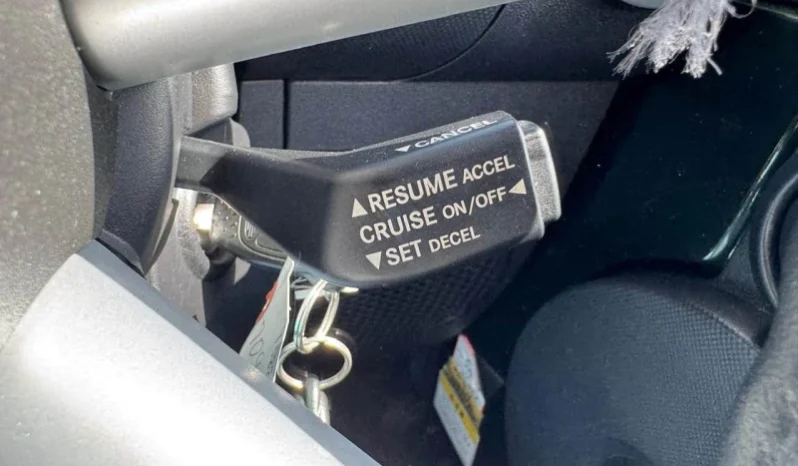 ▼CANCEL
▲RESUME ACCEL
CRUISE ON/OFF◀
▼SET DECEL